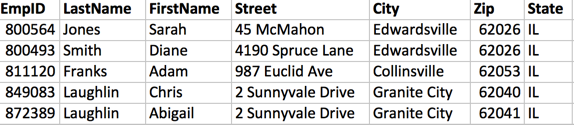 EmpID LastName FirstName Street City Zip State
800564 Jones Sarah 45 McMahon Edwardsville 62026 IL
800493 Smith Diane 4190 Spruce Lane Edwardsville 62026 IL
811120 Franks Adam 987 Euclid Ave Collinsville 62053 IL
849083 Laughlin Chris 2 Sunnyvale Drive Granite City 62040 IL
872389 Laughlin Abigail 2 Sunnyvale Drive Granite City 62041 IL